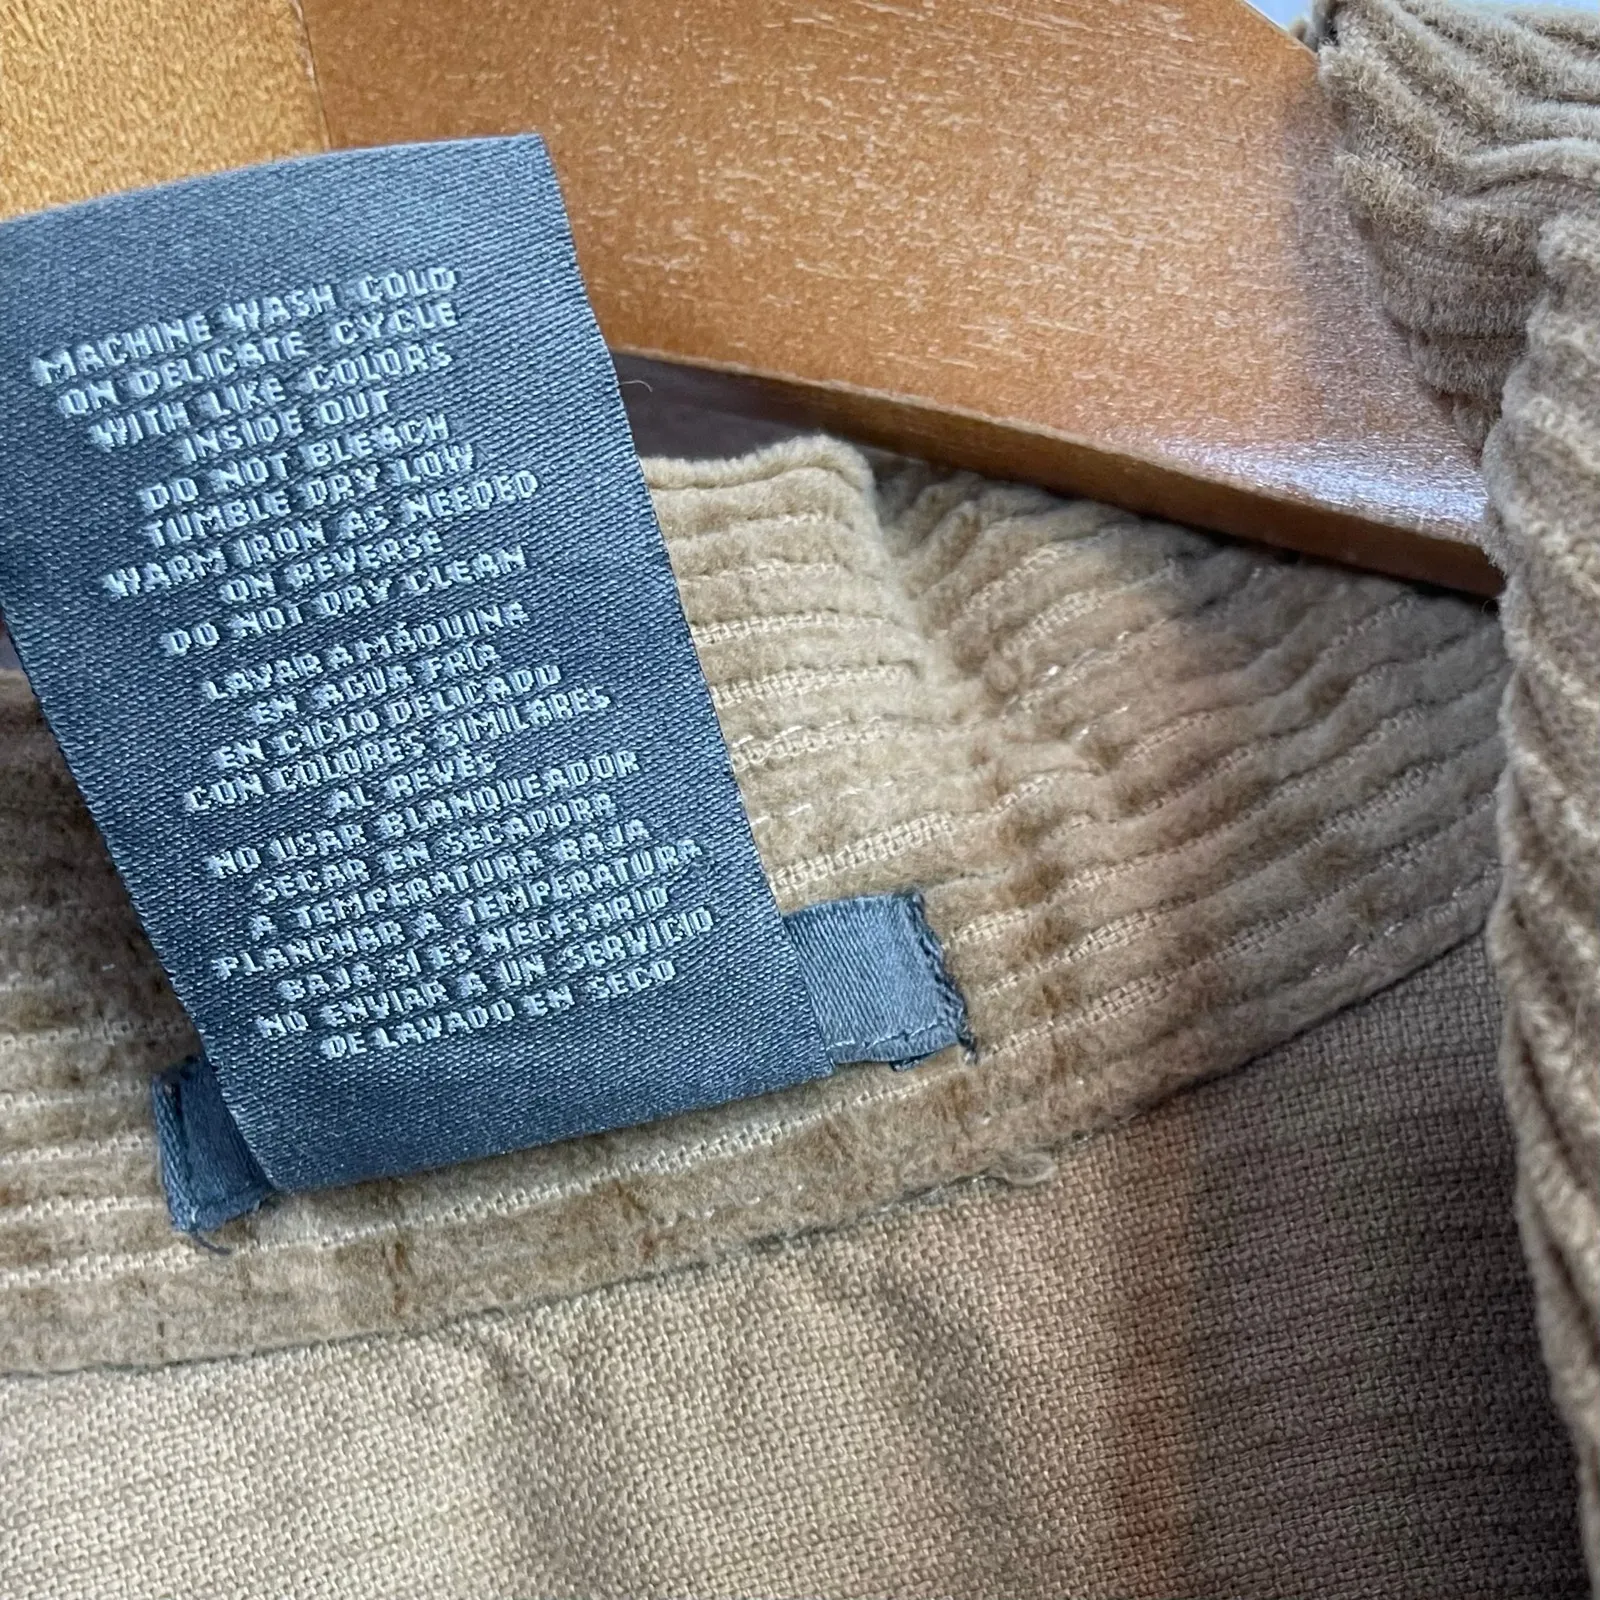 MACHINE WASH COLD
ON DELICATE CYCLE
WITH LIKE COLORS
INSIDE OUT
DO NOT BLEACH
TUMBLE DRY LOW
WARM IRON AS NEEDED
ON REVERSE
DO NOT DRY CLEAN
LAVAR A MÁQUINA
EN AGUA FRÍA
EN CICLO DELICADO
CON COLORES SIMILARES
AL REVÉS
NO USAR BLANQUEADOR
SECAR EN SECADORA
A TEMPERATURA BAJA
PLANCHAR A TEMPERATURA
BAJA SI ES NECESARIO
NO ENVIAR A UN SERVICIO
DE LAVADO EN SECO